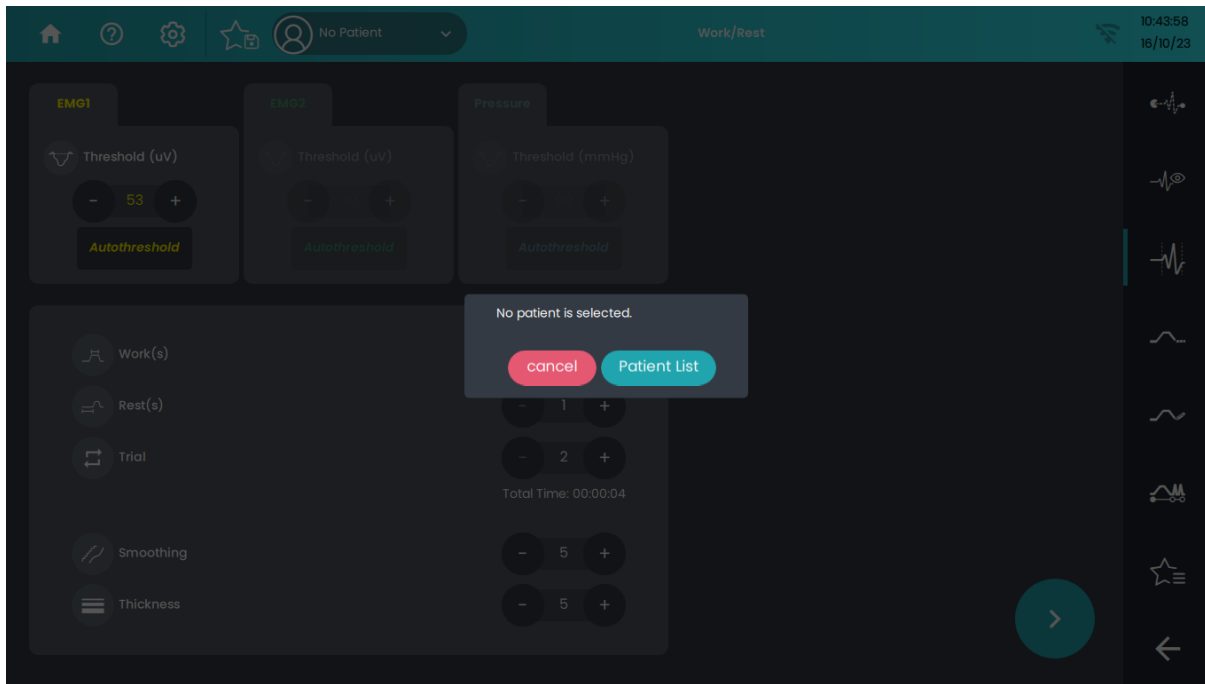 No Patient
Work/Rest
10:43:58
16/10/23
EMG1
EMG2
Pressure
Threshold (uV)
Threshold (uV)
Threshold (mmHg)
- 53 +
- +
- +
Autothreshold
Autothreshold
Autothreshold
No patient is selected.
cancel
Patient List
Work(s)
Rest(s)
- 1 +
Trial
- 2 +
Total Time: 00:00:04
Smoothing
- 5 +
Thickness
- 5 +